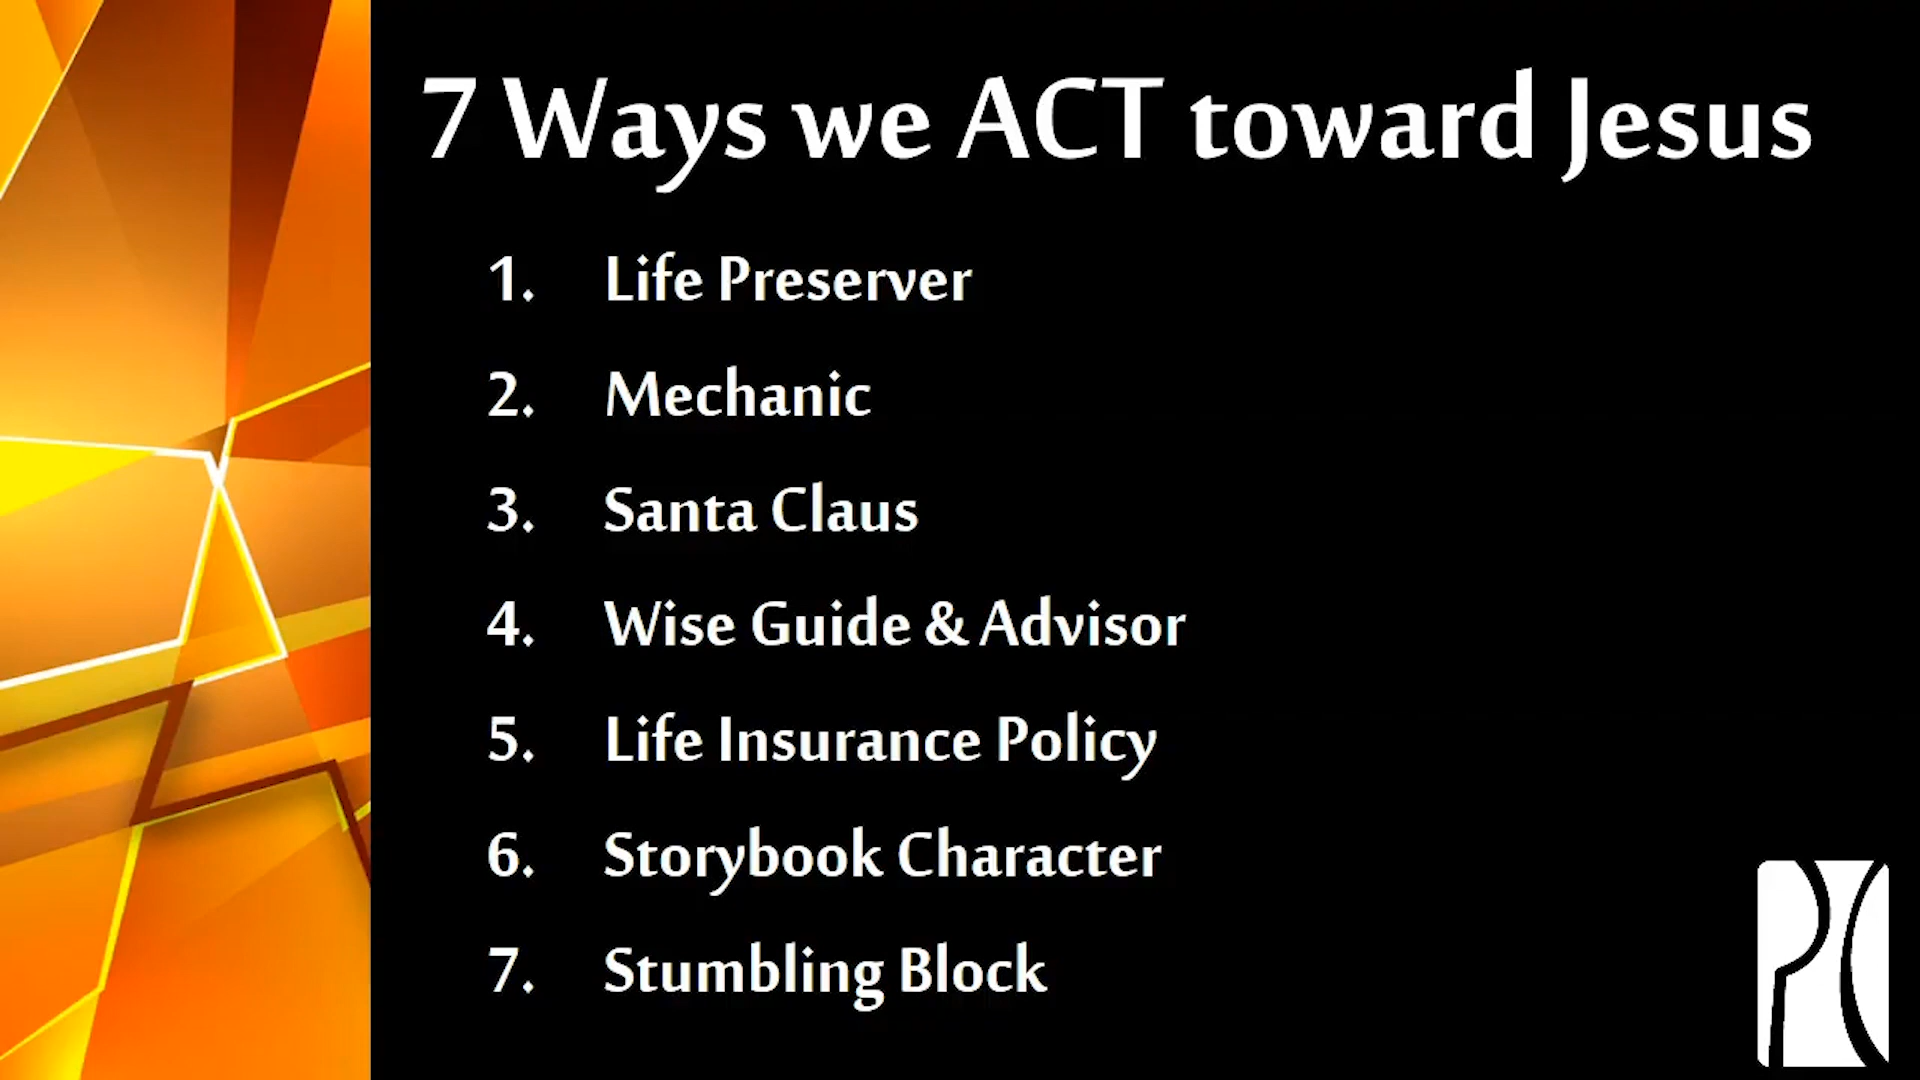 7 Ways we ACT toward Jesus
1. Life Preserver
2. Mechanic
3. Santa Claus
4. Wise Guide & Advisor
5. Life Insurance Policy
6. Storybook Character
7. Stumbling Block